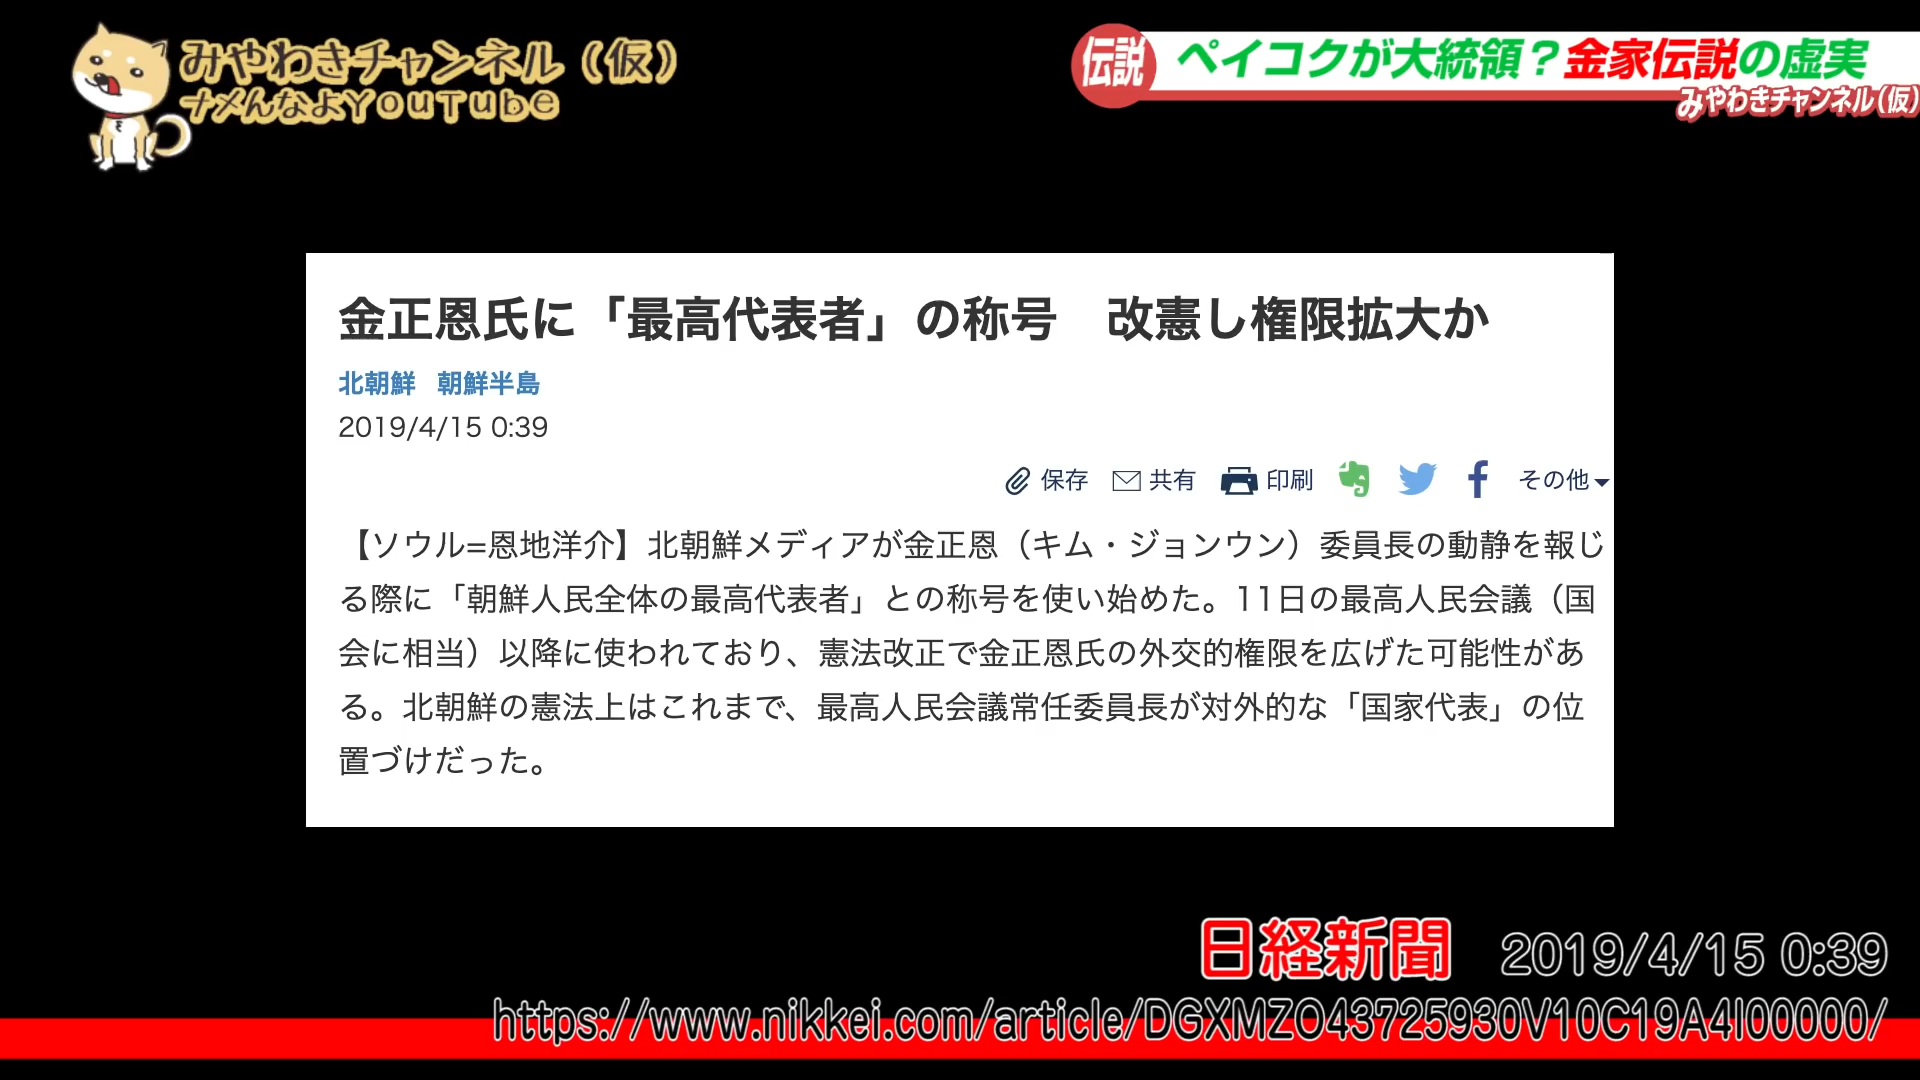 みやわきチャンネル（仮）
ナメんなよYouTube
伝説
ペイコクが大統領？金家伝説の虚実
みやわきチャンネル（仮）
金正恩氏に「最高代表者」の称号　改憲し権限拡大か
北朝鮮　朝鮮半島
2019/4/15 0:39
保存 共有 印刷 その他
【ソウル=恩地洋介】北朝鮮メディアが金正恩（キム・ジョンウン）委員長の動静を報じ
る際に「朝鮮人民全体の最高代表者」との称号を使い始めた。11日の最高人民会議（国
会に相当）以降に使われており、憲法改正で金正恩氏の外交的権限を広げた可能性があ
る。北朝鮮の憲法上はこれまで、最高人民会議常任委員長が対外的な「国家代表」の位
置づけだった。
日経新聞　2019/4/15 0:39
https://www.nikkei.com/article/DGXMZO43725930V10C19A4I00000/